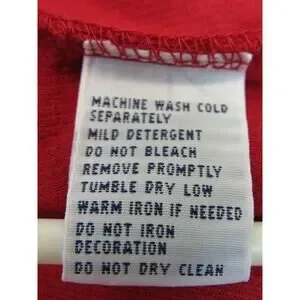 MACHINE WASH COLD
SEPARATELY
MILD DETERGENT
DO NOT BLEACH
REMOVE PROMPTLY
TUMBLE DRY LOW
WARM IRON IF NEEDED
DO NOT IRON
DECORATION
DO NOT DRY CLEAN